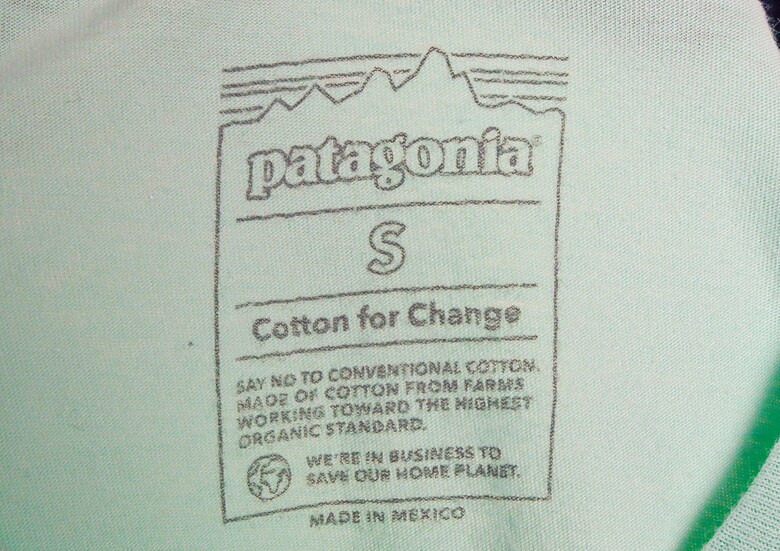 patagonia®
S
Cotton for Change
SAY NO TO CONVENTIONAL COTTON.
MADE OF COTTON FROM FARMS
WORKING TOWARD THE HIGHEST
ORGANIC STANDARD.
WE'RE IN BUSINESS TO
SAVE OUR HOME PLANET.
MADE IN MEXICO